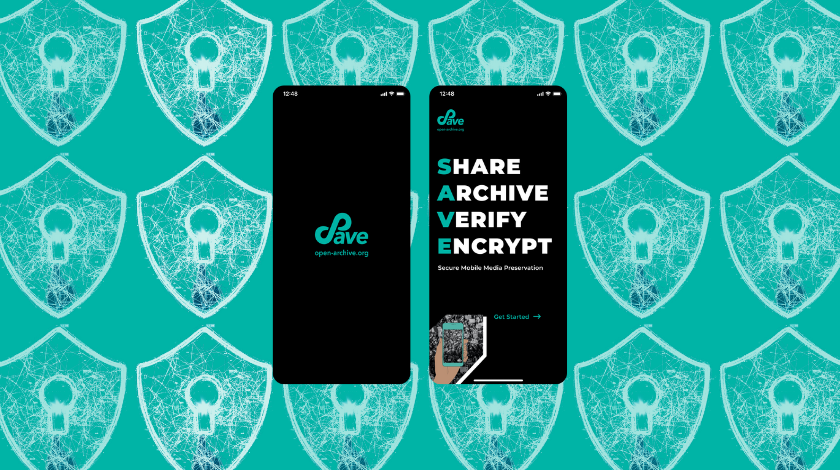 12:48
Save
open-archive.org
12:48
Save
open-archive.org
SHARE
ARCHIVE
VERIFY
ENCRYPT
Secure Mobile Media Preservation
Get Started →